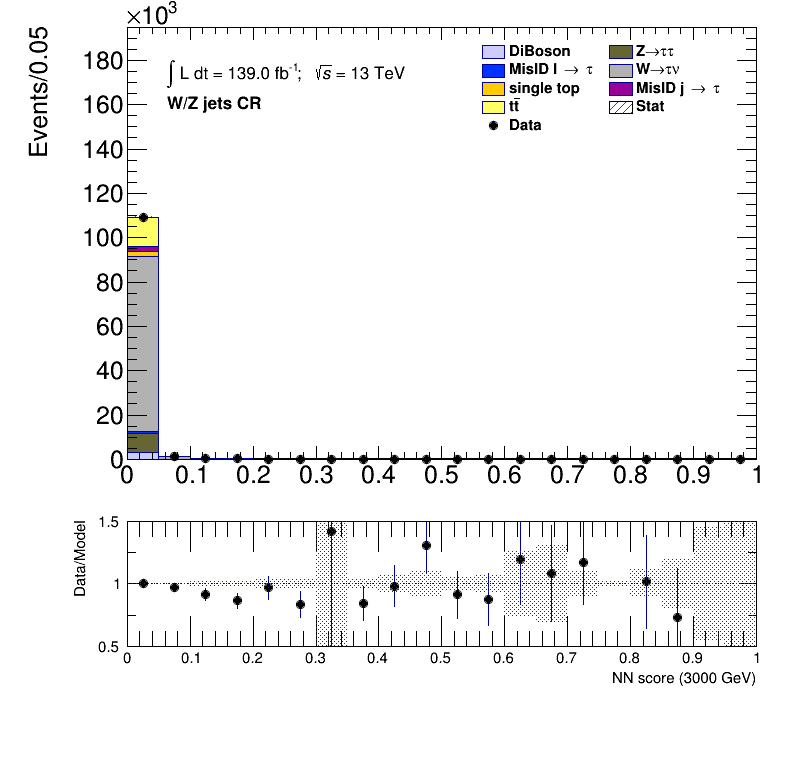 ×10³
Events/0.05
180
160
140
120
100
80
60
40
20
0
∫ L dt = 139.0 fb⁻¹; √s = 13 TeV
W/Z jets CR
DiBoson
MisID l → τ
single top
tt̄
Data
Z→ττ
W→τν
MisID j → τ
Stat
0 0.1 0.2 0.3 0.4 0.5 0.6 0.7 0.8 0.9 1
Data/Model
1.5
1
0.5
0 0.1 0.2 0.3 0.4 0.5 0.6 0.7 0.8 0.9 1
NN score (3000 GeV)